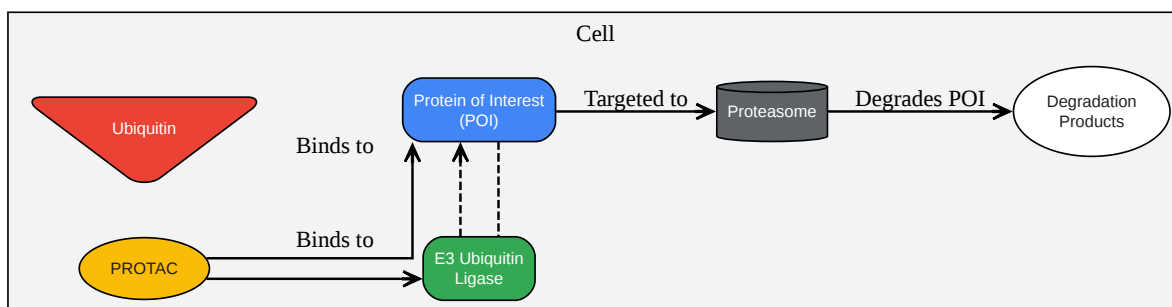 Cell
Ubiquitin
Protein of Interest
(POI)
Targeted to
Proteasome
Degrades POI
Degradation
Products
Binds to
Binds to
PROTAC
E3 Ubiquitin
Ligase